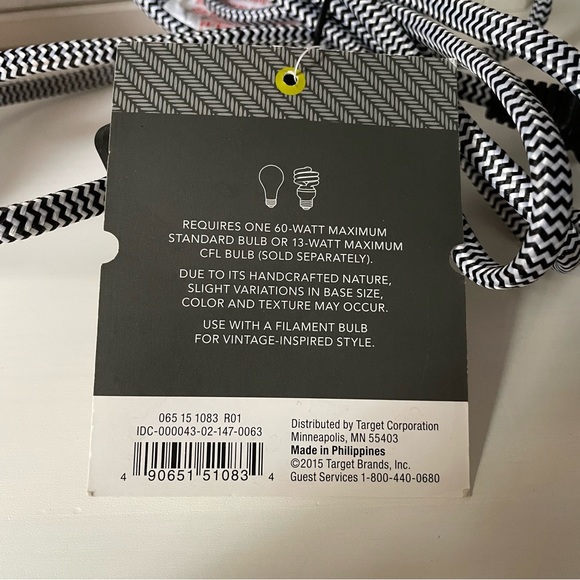 REQUIRES ONE 60-WATT MAXIMUM
STANDARD BULB OR 13-WATT MAXIMUM
CFL BULB (SOLD SEPARATELY).
DUE TO ITS HANDCRAFTED NATURE,
SLIGHT VARIATIONS IN BASE SIZE,
COLOR AND TEXTURE MAY OCCUR.
USE WITH A FILAMENT BULB
FOR VINTAGE-INSPIRED STYLE.
065 15 1083 R01
IDC-000043-02-147-0063
4 90651 51083 4
Distributed by Target Corporation
Minneapolis, MN 55403
Made in Philippines
©2015 Target Brands, Inc.
Guest Services 1-800-440-0680